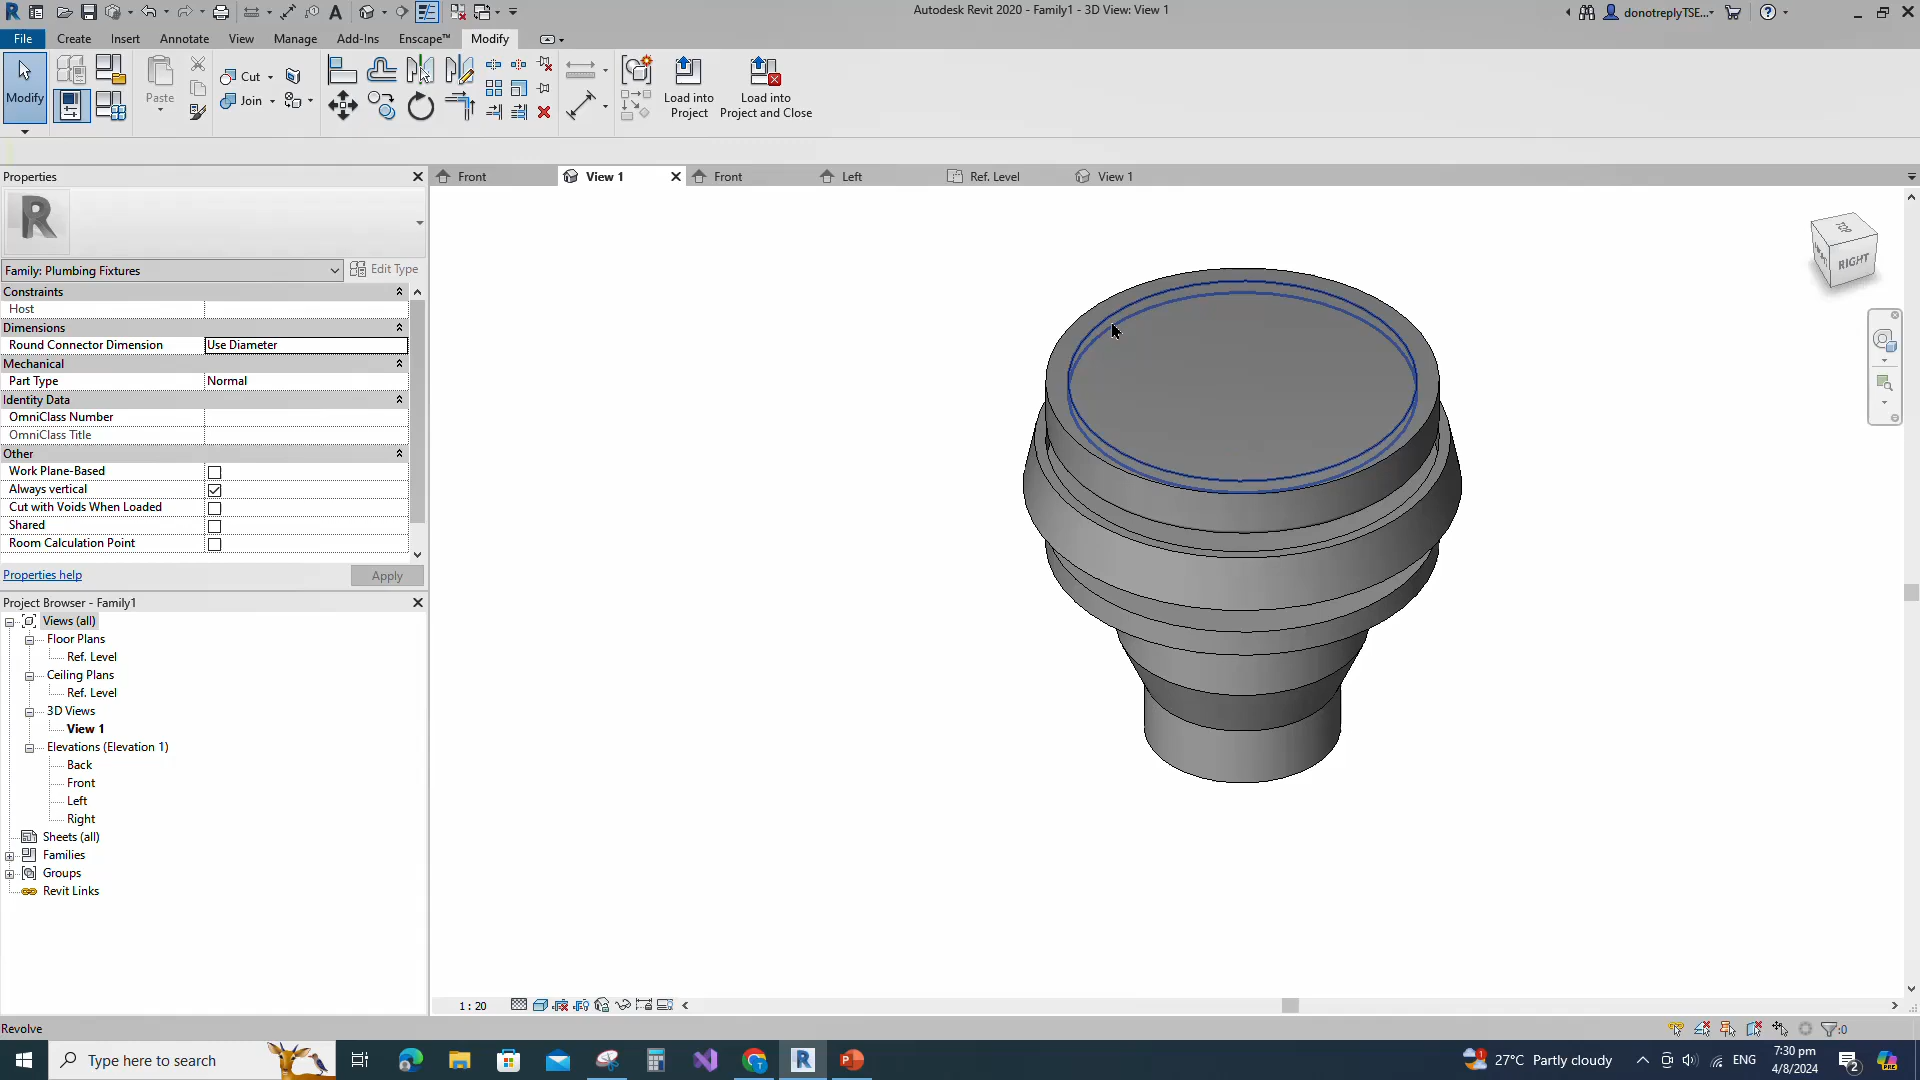 Autodesk Revit 2020 - Family1 - 3D View: View 1
donotreplyTSE...
File
Create
Insert
Annotate
View
Manage
Add-Ins
Enscape™
Modify
Modify
Paste
Cut
Join
Load into
Project
Load into
Project and Close
Properties
Front
View 1
Front
Left
Ref. Level
View 1
Family: Plumbing Fixtures
Edit Type
Constraints
Host
Dimensions
Round Connector Dimension
Use Diameter
Mechanical
Part Type
Normal
Identity Data
OmniClass Number
OmniClass Title
Other
Work Plane-Based
Always vertical
Cut with Voids When Loaded
Shared
Room Calculation Point
Properties help
Apply
TOP
RIGHT
Project Browser - Family1
Views (all)
Floor Plans
Ref. Level
Ceiling Plans
Ref. Level
3D Views
View 1
Elevations (Elevation 1)
Back
Front
Left
Right
Sheets (all)
Families
Groups
Revit Links
1 : 20
Revolve
:0
Type here to search
27°C Partly cloudy
ENG
7:30 pm
4/8/2024
2